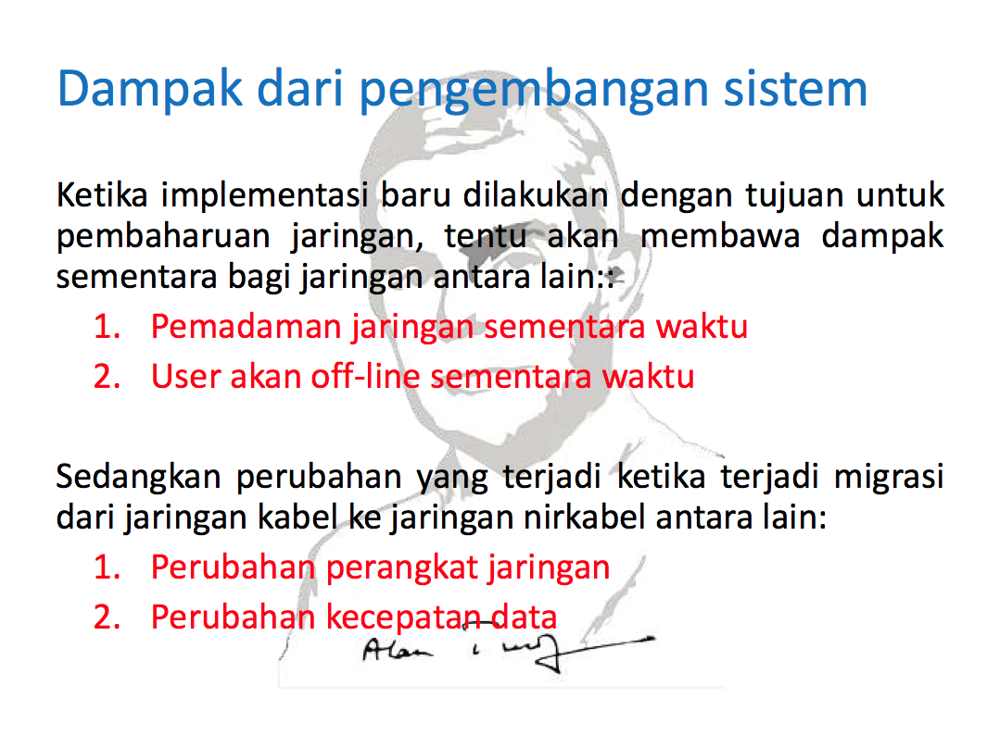 Dampak dari pengembangan sistem
Ketika implementasi baru dilakukan dengan tujuan untuk
pembaharuan jaringan, tentu akan membawa dampak
sementara bagi jaringan antara lain::
1. Pemadaman jaringan sementara waktu
2. User akan off-line sementara waktu
Sedangkan perubahan yang terjadi ketika terjadi migrasi
dari jaringan kabel ke jaringan nirkabel antara lain:
1. Perubahan perangkat jaringan
2. Perubahan kecepatan data
Alan